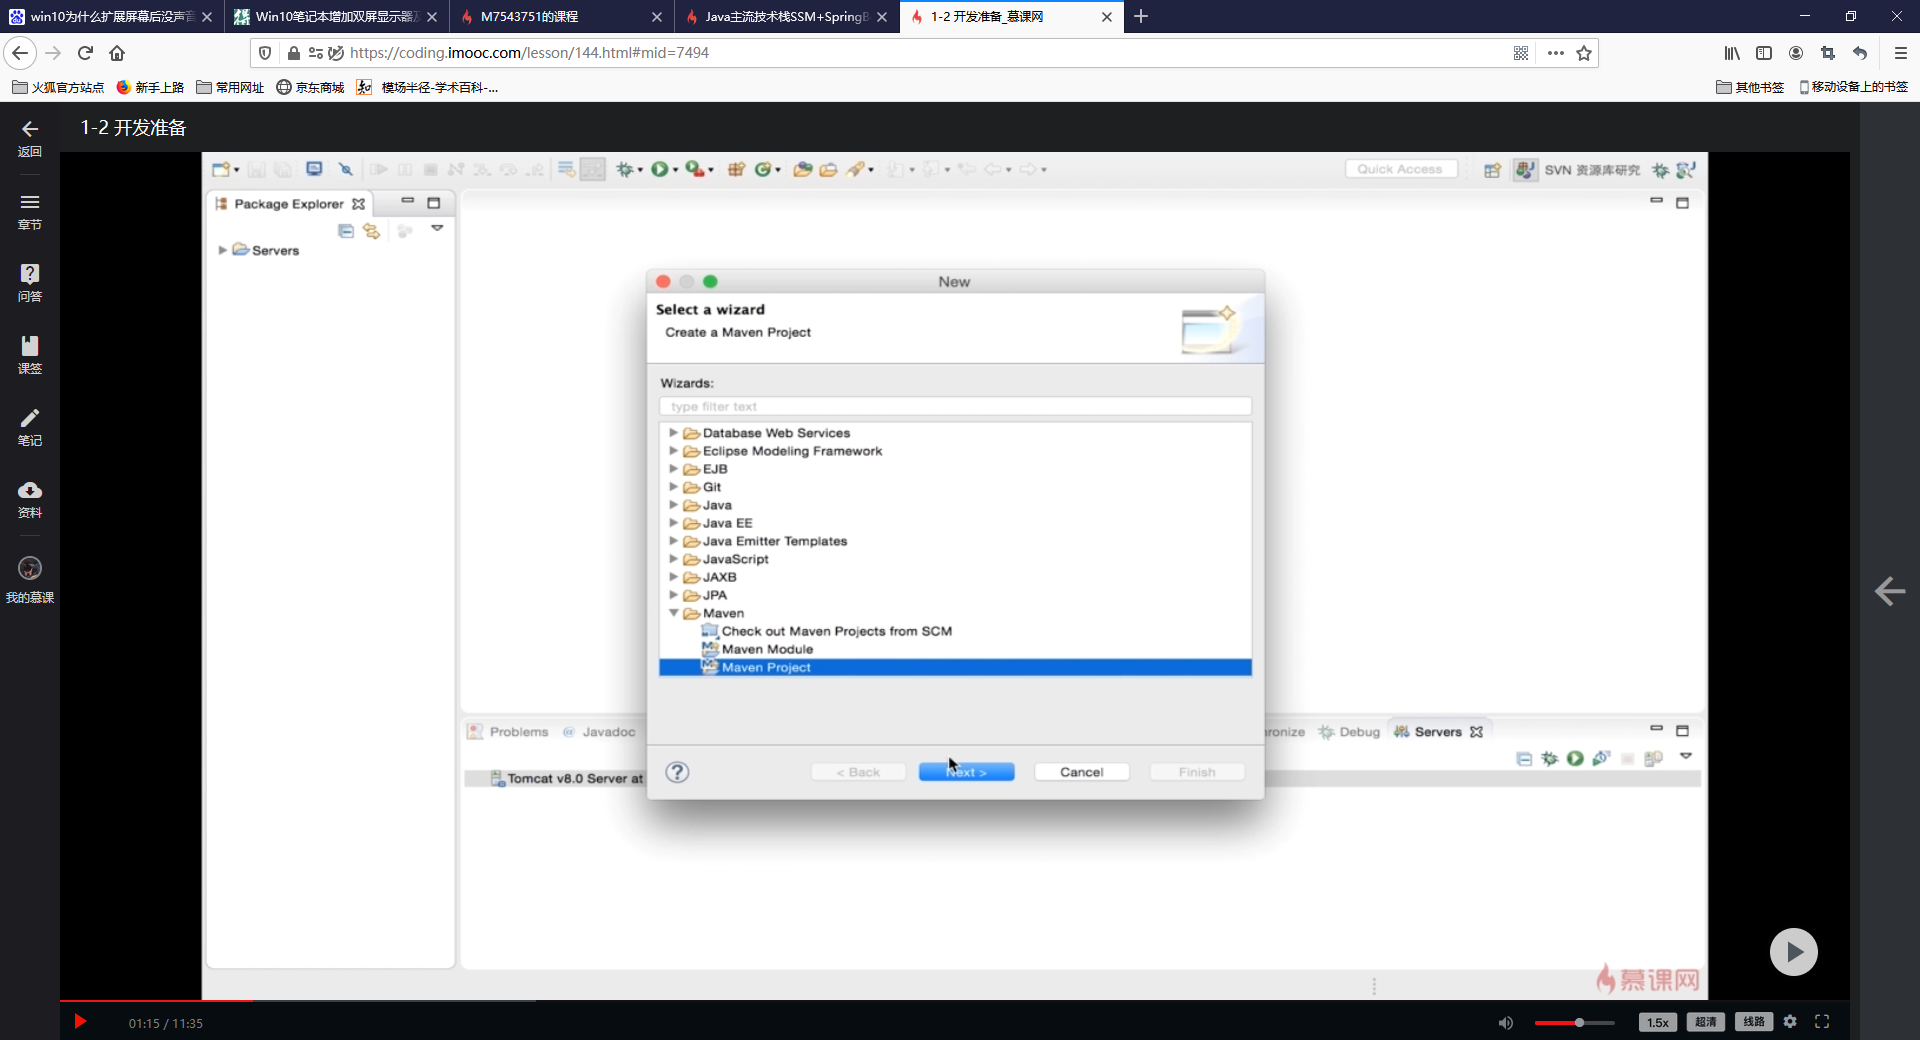 win10为什么扩展屏幕后没声音
Win10笔记本增加双屏显示器及
M7543751的课程
Java主流技术栈SSM+SpringB
1-2 开发准备_慕课网
https://coding.imooc.com/lesson/144.html#mid=7494
火狐官方站点
新手上路
常用网址
京东商城
模场半径-学术百科-...
其他书签
移动设备上的书签
返回
1-2 开发准备
章节
问答
课签
笔记
资料
我的慕课
Quick Access
SVN 资源库研究
Package Explorer
Servers
New
Select a wizard
Create a Maven Project
Wizards:
type filter text
Database Web Services
Eclipse Modeling Framework
EJB
Git
Java
Java EE
Java Emitter Templates
JavaScript
JAXB
JPA
Maven
Check out Maven Projects from SCM
Maven Module
Maven Project
< Back
Next >
Cancel
Finish
Problems
@ Javadoc
hronize
Debug
Servers
Tomcat v8.0 Server at
慕课网
01:15 / 11:35
1.5x
超清
线路